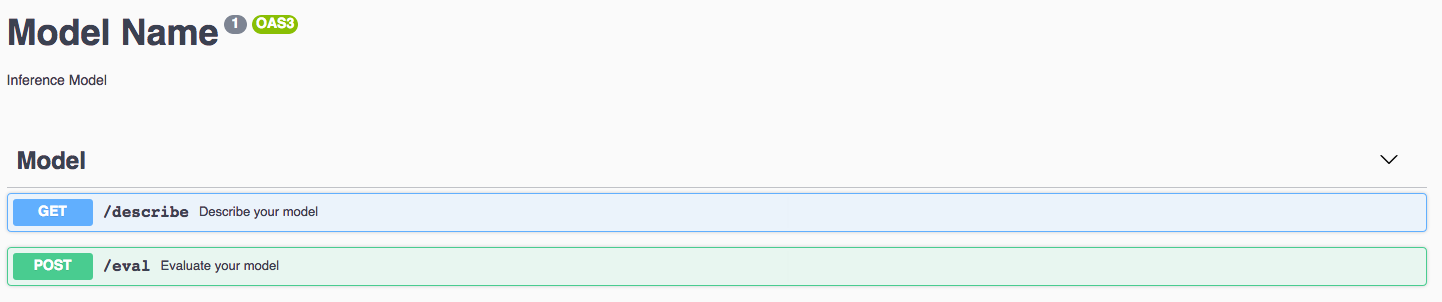 Model Name 1 OAS3
Inference Model
Model
GET /describe Describe your model
POST /eval Evaluate your model